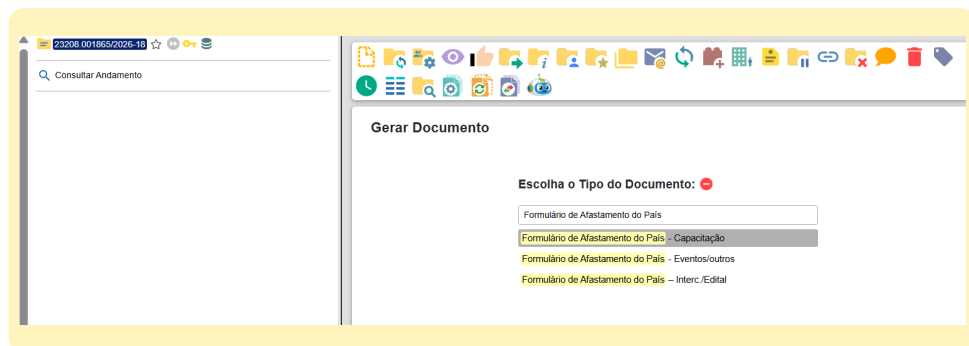 23208.001865/2026-18
Consultar Andamento
Gerar Documento
Escolha o Tipo do Documento:
Formulário de Afastamento do País
Formulário de Afastamento do País - Capacitação
Formulário de Afastamento do País - Eventos/outros
Formulário de Afastamento do País – Interc./Edital